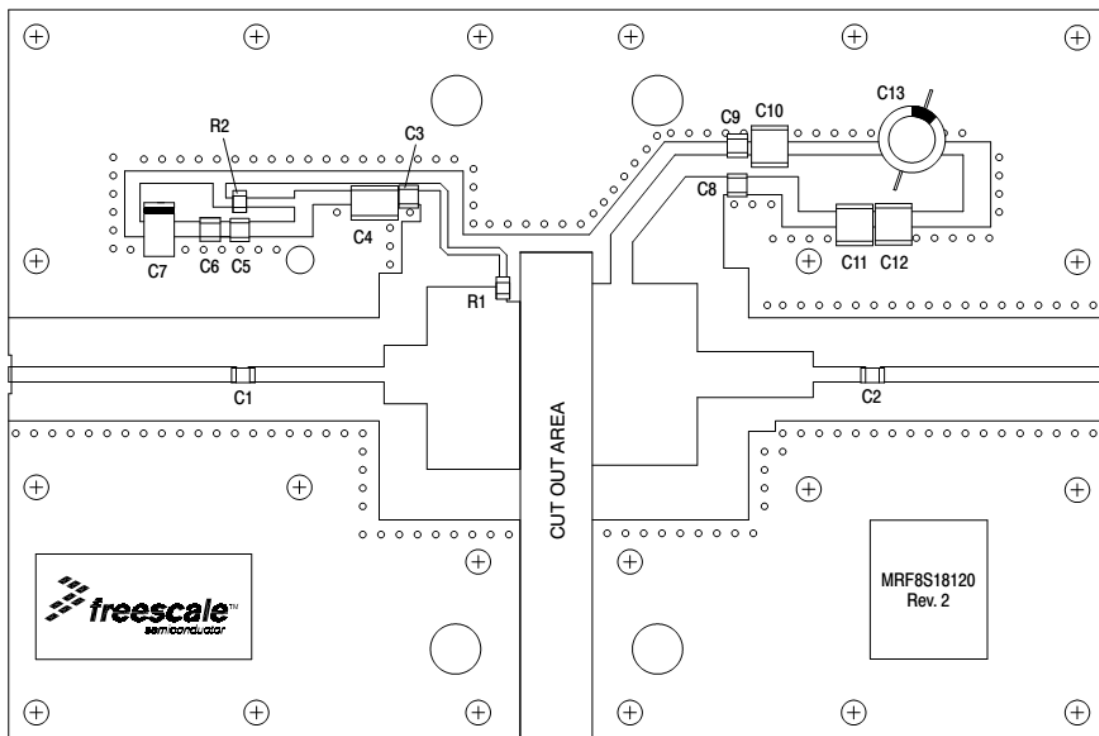 C13
C10
C9
R2
C3
C8
C4
C7
C6
C5
C11
C12
R1
C1
C2
CUT OUT AREA
MRF8S18120
Rev. 2
freescale™
semiconductor